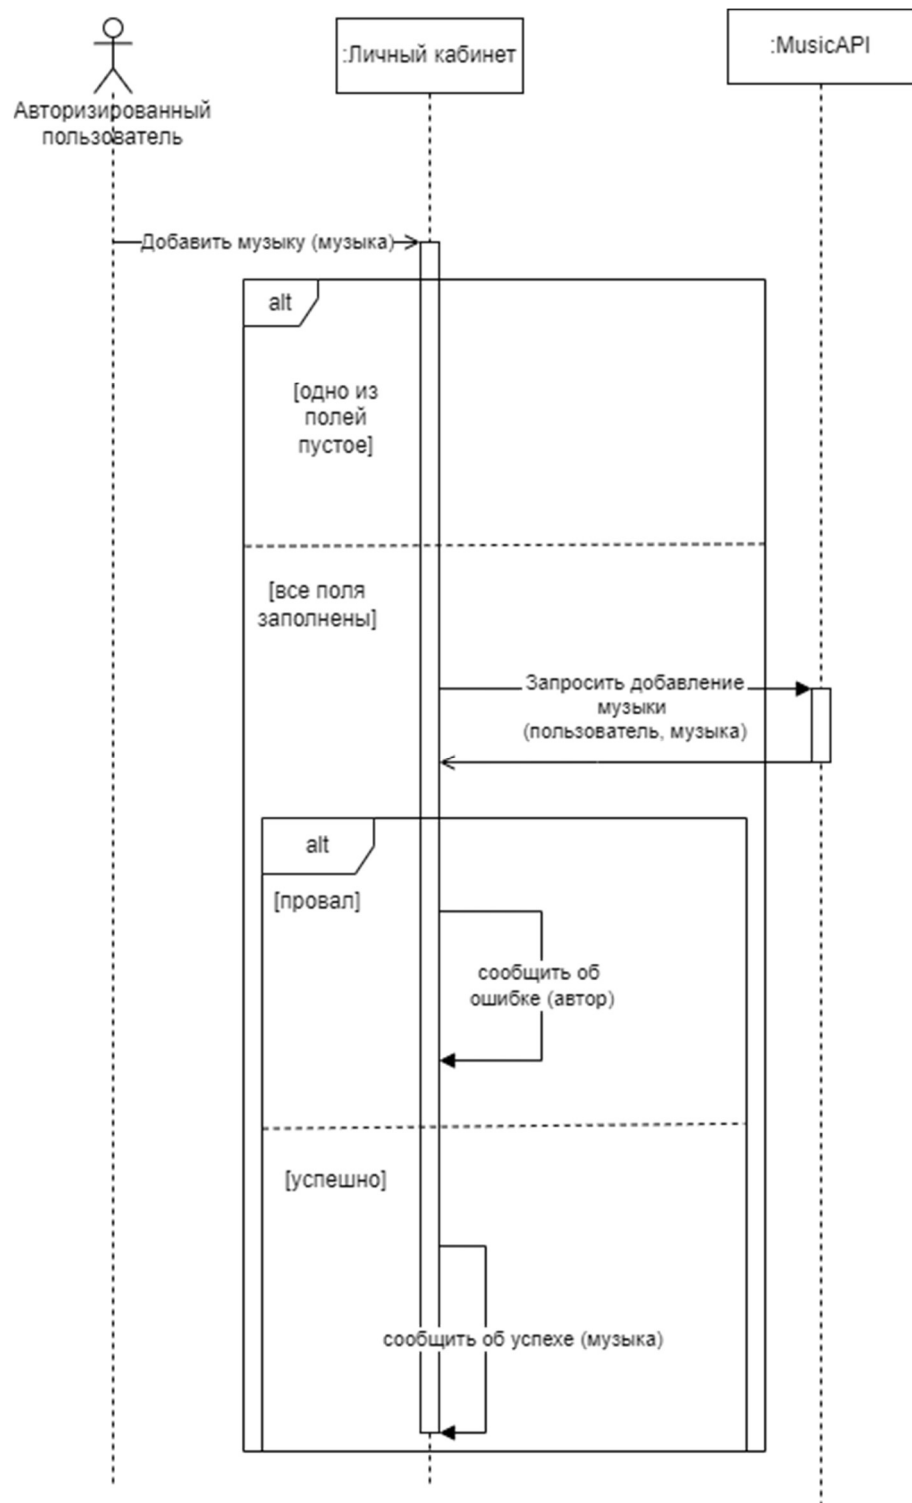 Авторизированный
пользователь
:Личный кабинет
:MusicAPI
Добавить музыку (музыка)
alt
[одно из
полей
пустое]
[все поля
заполнены]
Запросить добавление
музыки
(пользователь, музыка)
alt
[провал]
сообщить об
ошибке (автор)
[успешно]
сообщить об успехе (музыка)